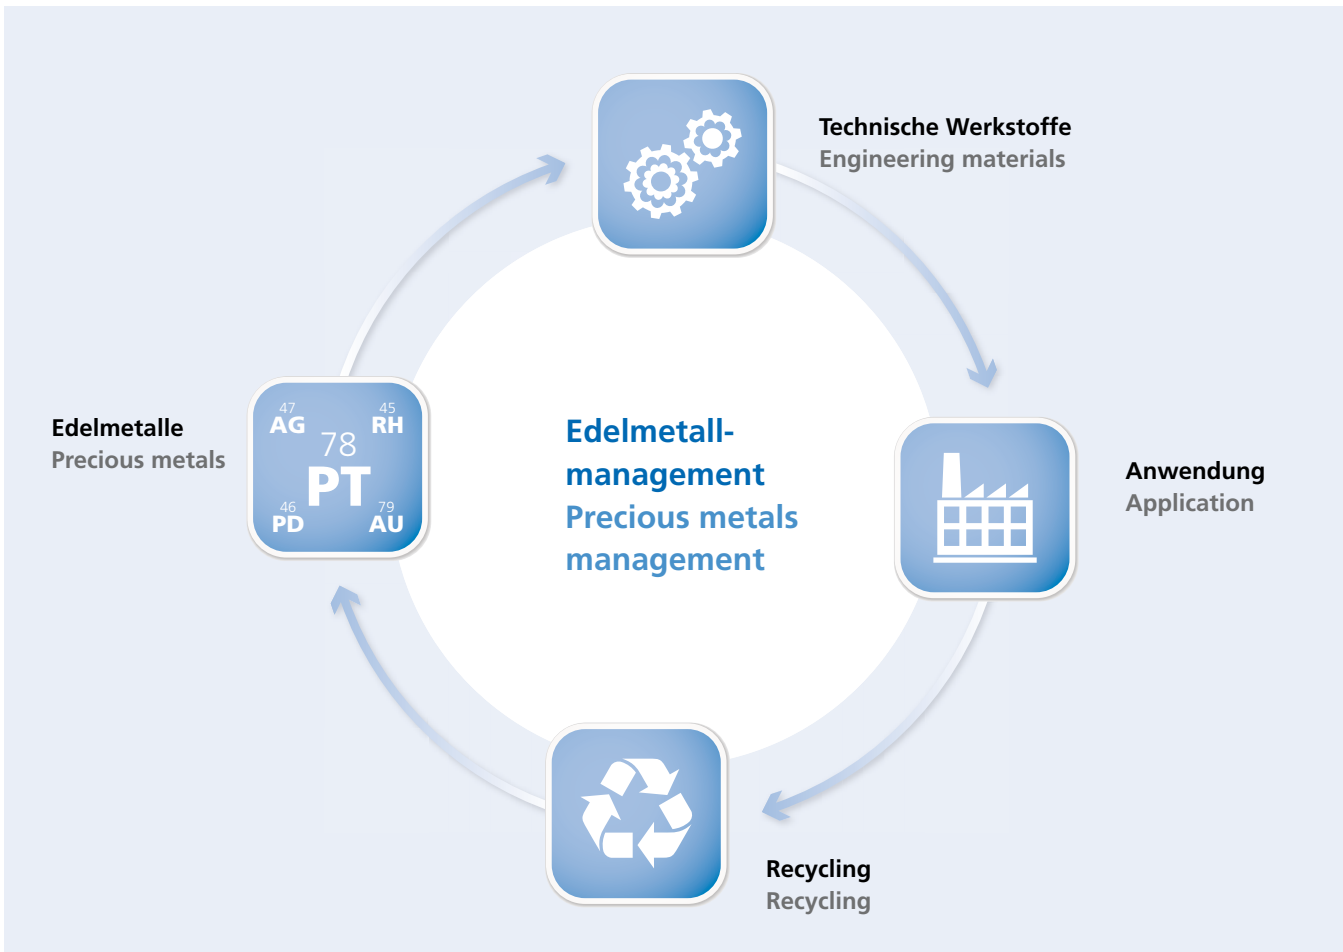 Technische Werkstoffe
Engineering materials
47
AG
45
RH
78
PT
46
PD
79
AU
Edelmetalle
Precious metals
Edelmetall-
management
Precious metals
management
Anwendung
Application
Recycling
Recycling